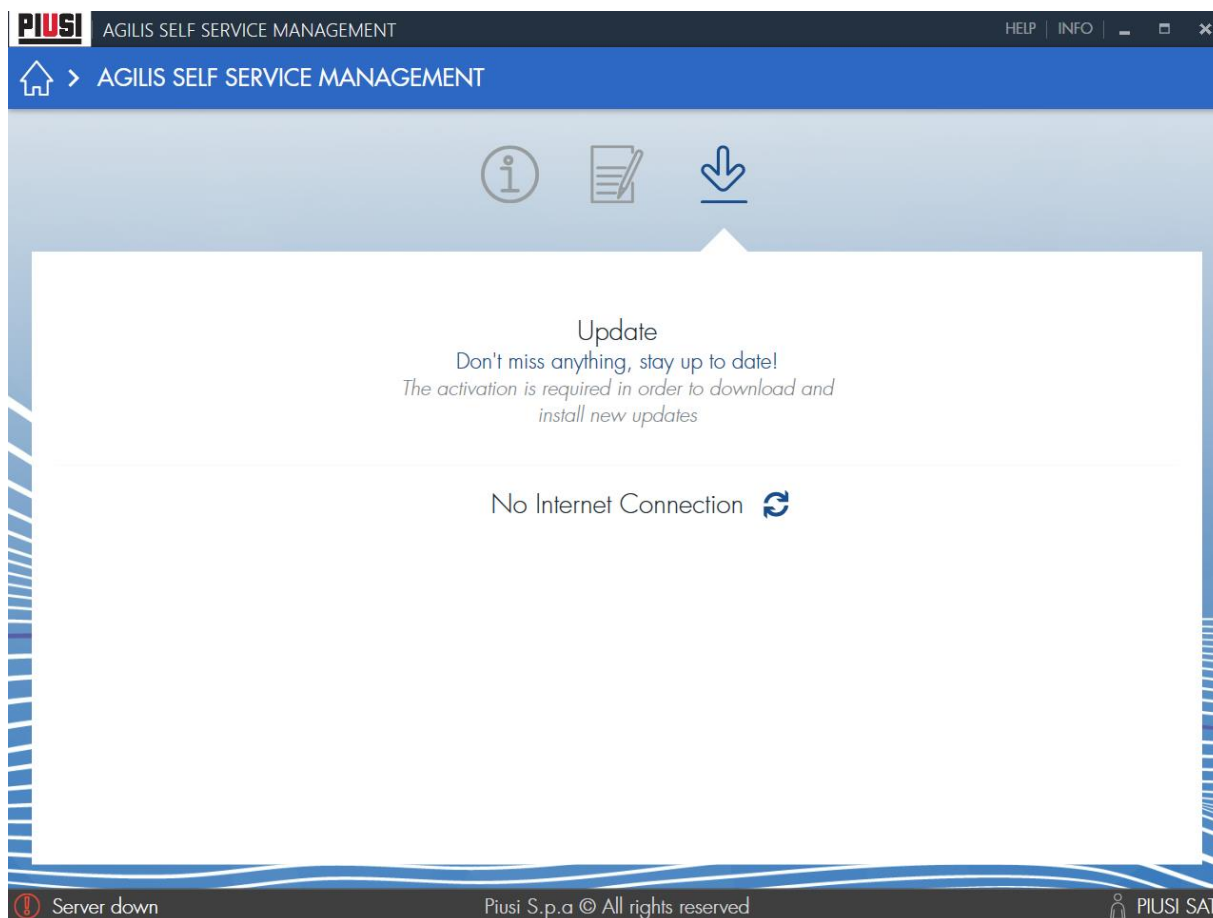 PIUSI AGILIS SELF SERVICE MANAGEMENT HELP INFO
> AGILIS SELF SERVICE MANAGEMENT
Update
Don't miss anything, stay up to date!
The activation is required in order to download and
install new updates
No Internet Connection
Server down Piusi S.p.a © All rights reserved PIUSI SAT